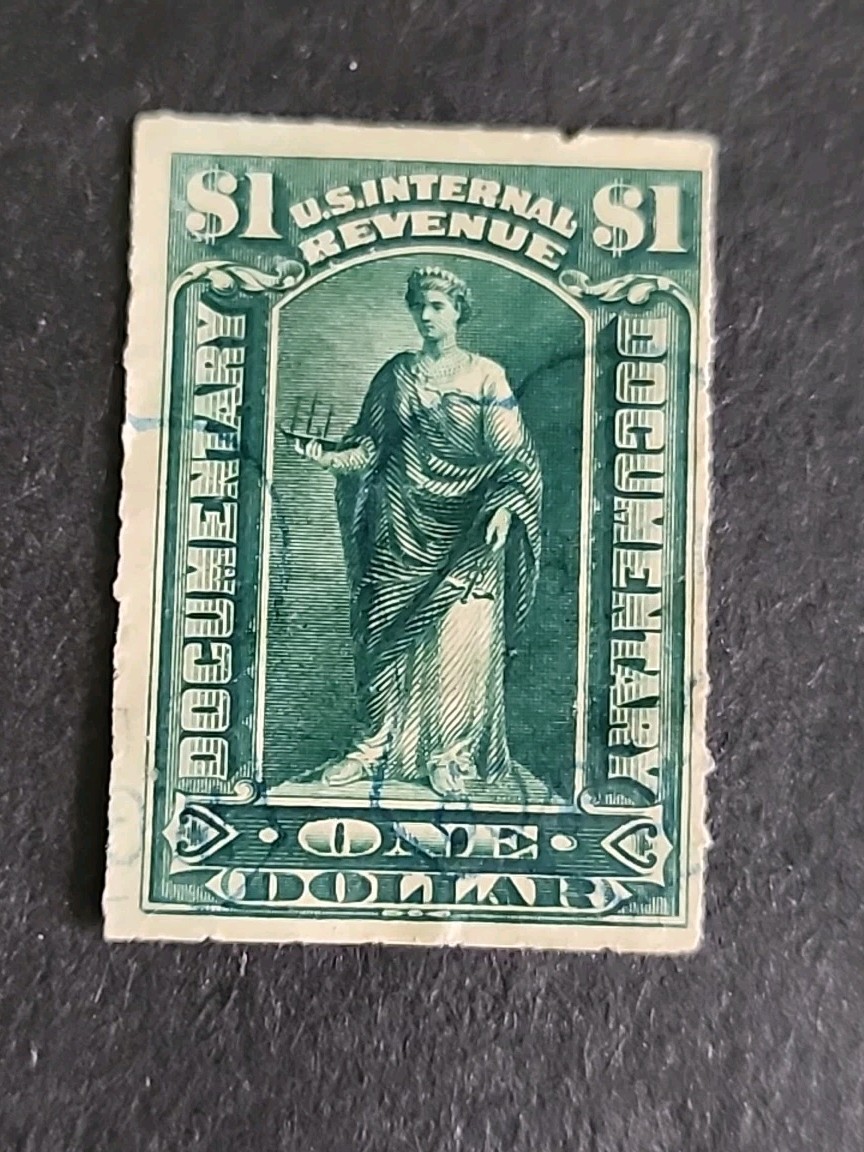 $1 U.S. INTERNAL $1
REVENUE
DOCUMENTARY
DOCUMENTARY
ONE
DOLLAR